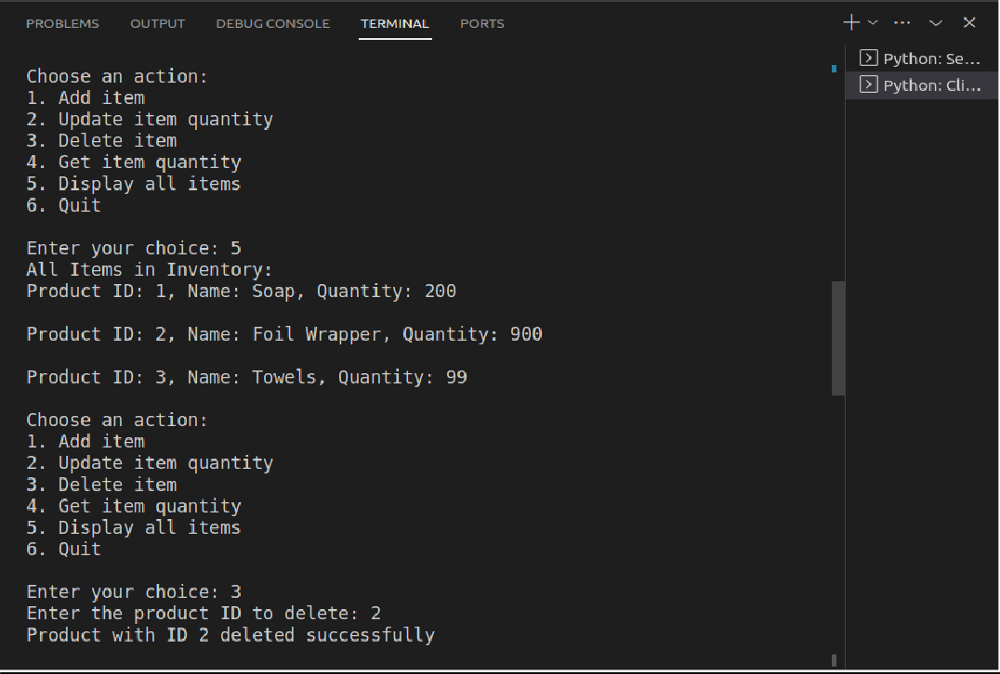 PROBLEMS OUTPUT DEBUG CONSOLE TERMINAL PORTS
Python: Se...
Python: Cli...
Choose an action:
1. Add item
2. Update item quantity
3. Delete item
4. Get item quantity
5. Display all items
6. Quit
Enter your choice: 5
All Items in Inventory:
Product ID: 1, Name: Soap, Quantity: 200
Product ID: 2, Name: Foil Wrapper, Quantity: 900
Product ID: 3, Name: Towels, Quantity: 99
Choose an action:
1. Add item
2. Update item quantity
3. Delete item
4. Get item quantity
5. Display all items
6. Quit
Enter your choice: 3
Enter the product ID to delete: 2
Product with ID 2 deleted successfully